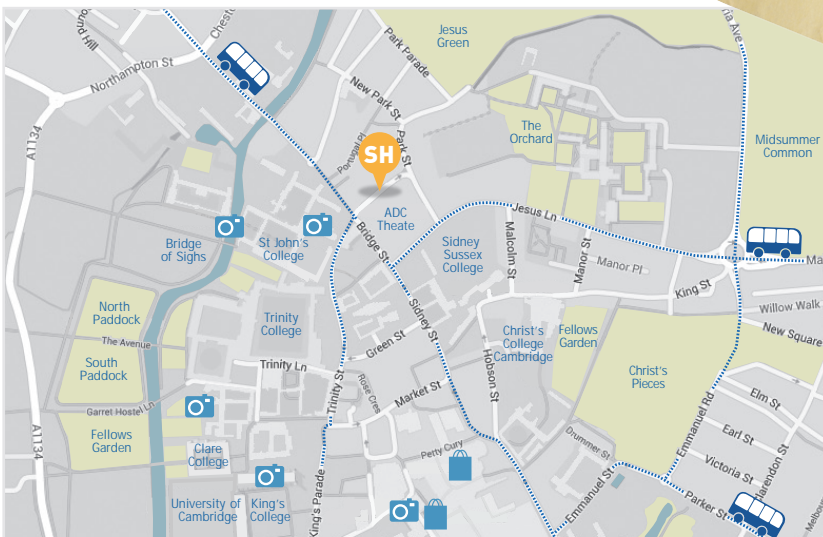 Jesus
Green
Park Parade
Northampton St
New Park St
A1134
Portugal Pl
Park St
SH
The
Orchard
Midsummer
Common
ADC
Theate
Jesus Ln
Bridge
of Sighs
St John's
College
Bridge St
Sidney
Sussex
College
Malcolm St
Manor St
Manor Pl
King St
Willow Walk
North
Paddock
Trinity
College
Sidney St
Green St
Christ's
College
Cambridge
Fellows
Garden
New Square
The Avenue
South
Paddock
Trinity Ln
Trinity St
Rose Cres
Market St
Hobson St
Christ's
Pieces
Emmanuel Rd
Elm St
Garret Hostel Ln
Earl St
Fellows
Garden
A1134
Clare
College
Petty Cury
Drummer St
Victoria St
Emmanuel St
Parker St
University of
Cambridge
King's
College
King's Parade